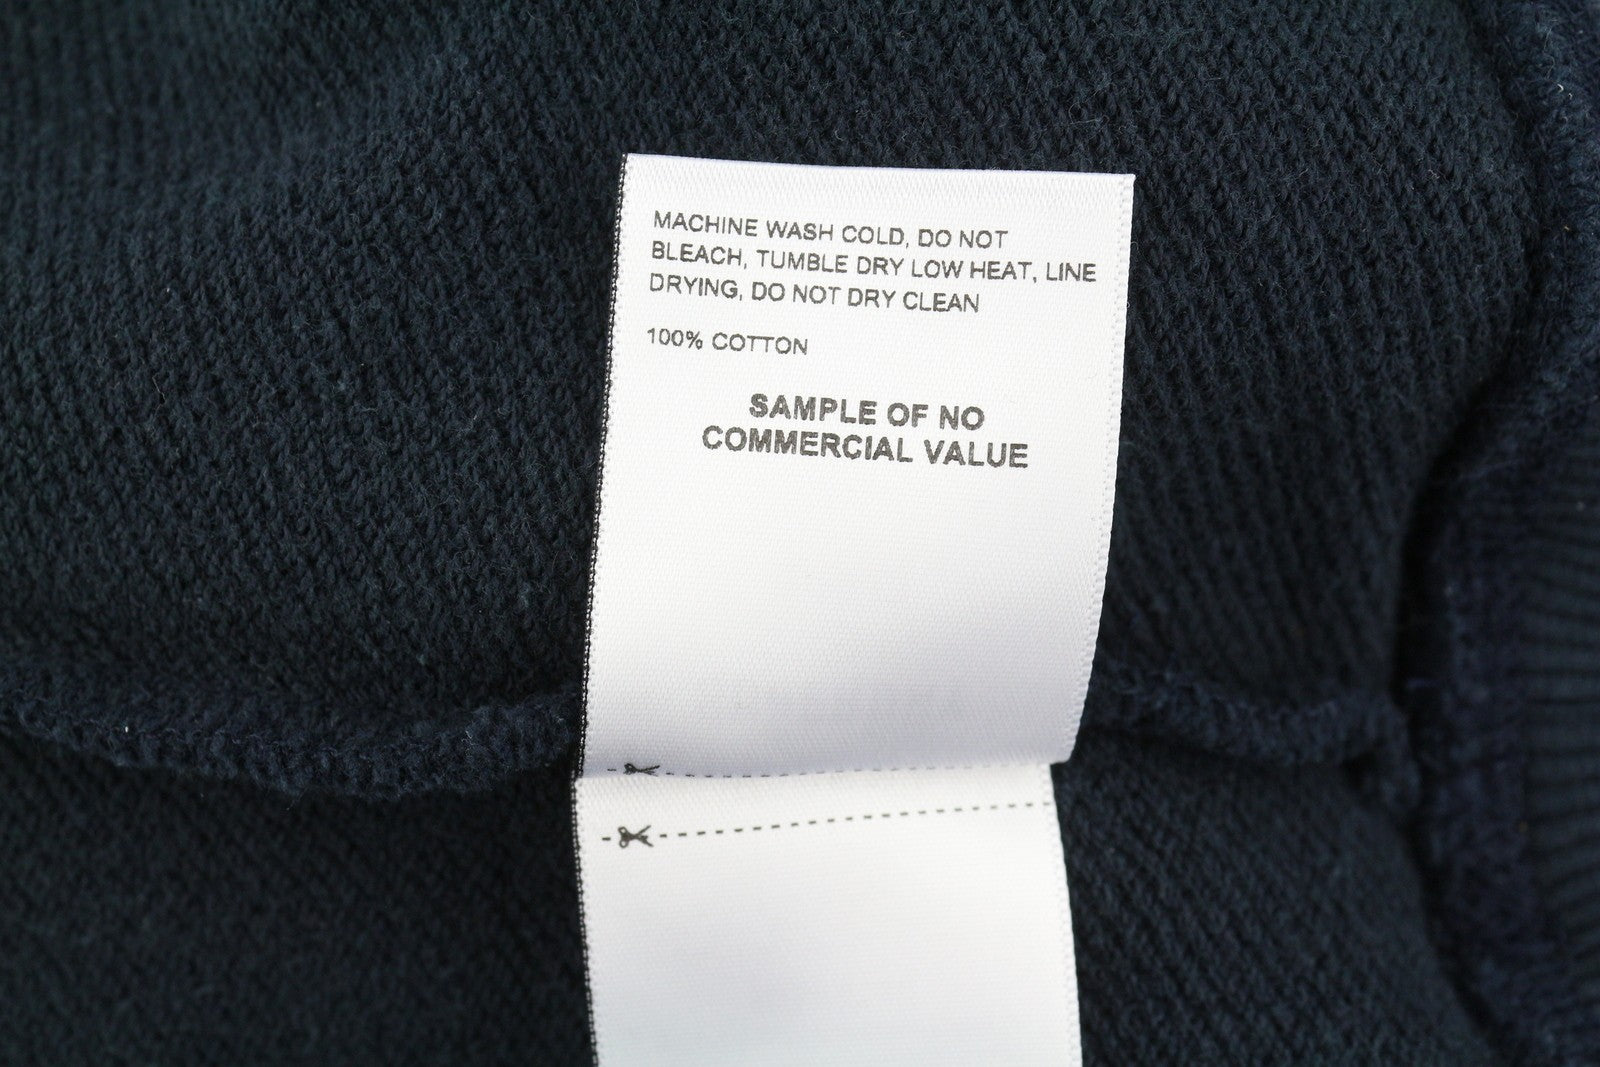 MACHINE WASH COLD, DO NOT
BLEACH, TUMBLE DRY LOW HEAT, LINE
DRYING, DO NOT DRY CLEAN
100% COTTON
SAMPLE OF NO
COMMERCIAL VALUE